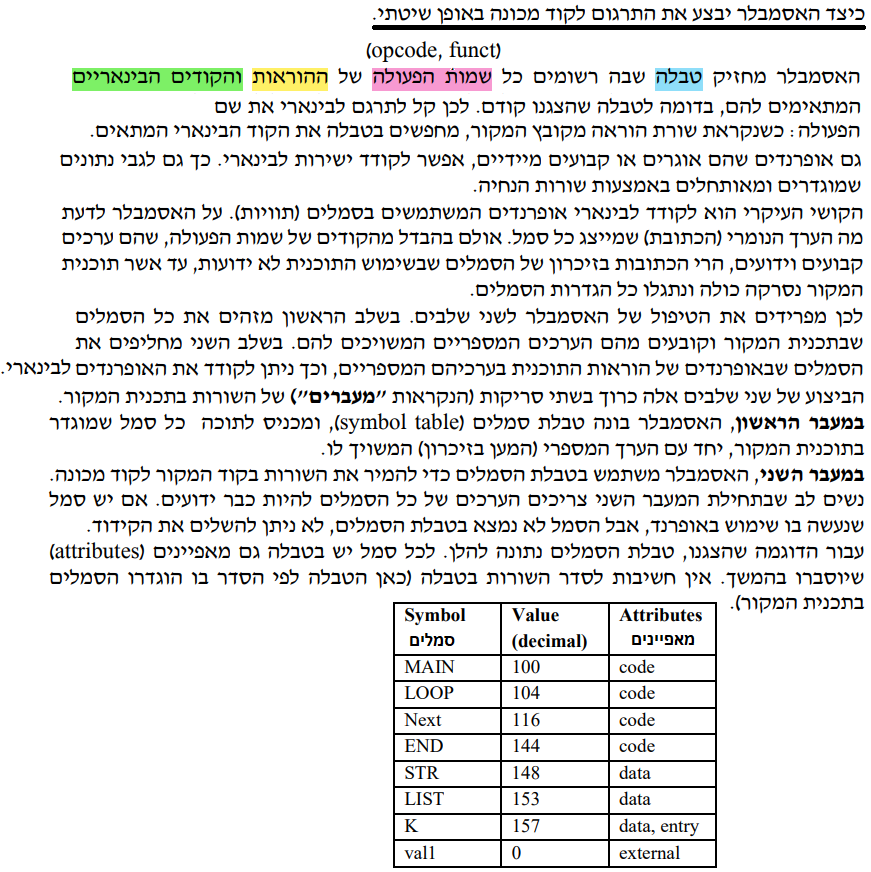 כיצד האסמבלר יבצע את התרגום לקוד מכונה באופן שיטתי.
(opcode, funct)
האסמבלר מחזיק טבלה שבה רשומים כל שמות הפעולה של ההוראות והקודים הבינאריים
המתאימים להם, בדומה לטבלה שהצגנו קודם. לכן קל לתרגם לבינארי את שם
הפעולה: כשנקראת שורת הוראה מקובץ המקור, מחפשים בטבלה את הקוד הבינארי המתאים.
גם אופרנדים שהם אוגרים או קבועים מיידיים, אפשר לקודד ישירות לבינארי. כך גם לגבי נתונים
שמוגדרים ומאותחלים באמצעות שורות הנחיה.
הקושי העיקרי הוא לקודד לבינארי אופרנדים המשתמשים בסמלים (תוויות). על האסמבלר לדעת
מה הערך הנומרי (הכתובת) שמייצג כל סמל. אולם בהבדל מהקודים של שמות הפעולה, שהם ערכים
קבועים וידועים, הרי הכתובות בזיכרון של הסמלים שבשימוש התוכנית לא ידועות, עד אשר תוכנית
המקור נסרקה כולה ונתגלו כל הגדרות הסמלים.
לכן מפרידים את הטיפול של האסמבלר לשני שלבים. בשלב הראשון מזהים את כל הסמלים
שבתכנית המקור וקובעים מהם הערכים המספריים המשויכים להם. בשלב השני מחליפים את
הסמלים שבאופרנדים של הוראות התוכנית בערכיהם המספריים, וכך ניתן לקודד את האופרנדים לבינארי.
הביצוע של שני שלבים אלה כרוך בשתי סריקות (הנקראות "מעברים") של השורות בתכנית המקור.
במעבר הראשון, האסמבלר בונה טבלת סמלים (symbol table), ומכניס לתוכה כל סמל שמוגדר
בתוכנית המקור, יחד עם הערך המספרי (המען בזיכרון) המשויך לו.
במעבר השני, האסמבלר משתמש בטבלת הסמלים כדי להמיר את השורות בקוד המקור לקוד מכונה.
נשים לב שבתחילת המעבר השני צריכים הערכים של כל הסמלים להיות כבר ידועים. אם יש סמל
שנעשה בו שימוש באופרנד, אבל הסמל לא נמצא בטבלת הסמלים, לא ניתן להשלים את הקידוד.
עבור הדוגמה שהצגנו, טבלת הסמלים נתונה להלן. לכל סמל יש בטבלה גם מאפיינים (attributes)
שיוסברו בהמשך. אין חשיבות לסדר השורות בטבלה (כאן הטבלה לפי הסדר בו הוגדרו הסמלים
בתכנית המקור).
Symbol Value Attributes
סמלים (decimal) מאפיינים
MAIN 100 code
LOOP 104 code
Next 116 code
END 144 code
STR 148 data
LIST 153 data
K 157 data, entry
val1 0 external